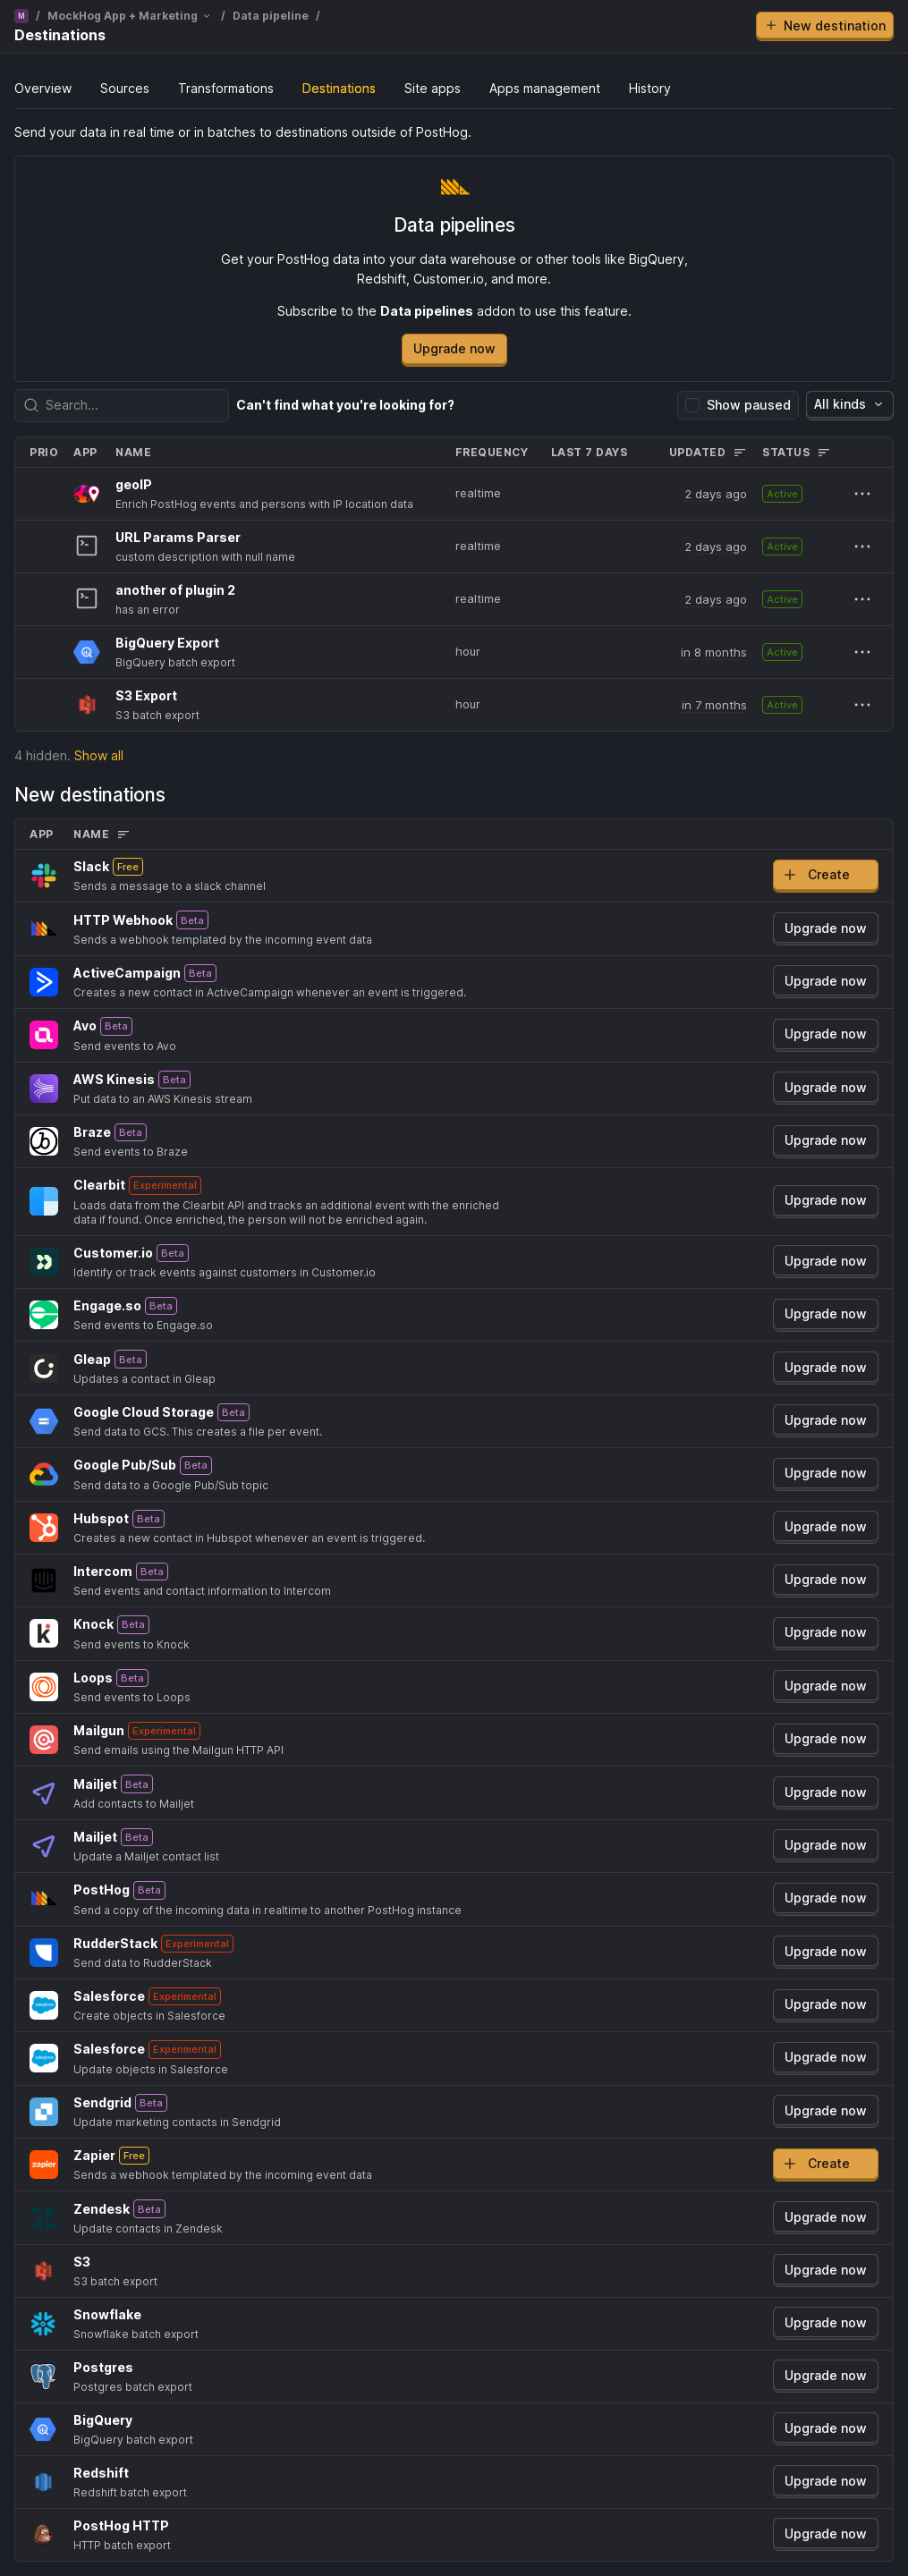 M / MockHog App + Marketing / Data pipeline /
Destinations
New destination
Overview Sources Transformations Destinations Site apps Apps management History
Send your data in real time or in batches to destinations outside of PostHog.
Data pipelines
Get your PostHog data into your data warehouse or other tools like BigQuery,
Redshift, Customer.io, and more.
Subscribe to the Data pipelines addon to use this feature.
Upgrade now
Search... Can't find what you're looking for? Show paused All kinds
PRIO APP NAME FREQUENCY LAST 7 DAYS UPDATED STATUS
geoIP
Enrich PostHog events and persons with IP location data
realtime 2 days ago Active
URL Params Parser
custom description with null name
realtime 2 days ago Active
another of plugin 2
has an error
realtime 2 days ago Active
BigQuery Export
BigQuery batch export
hour in 8 months Active
S3 Export
S3 batch export
hour in 7 months Active
4 hidden. Show all
New destinations
APP NAME
Slack Free
Sends a message to a slack channel
Create
HTTP Webhook Beta
Sends a webhook templated by the incoming event data
Upgrade now
ActiveCampaign Beta
Creates a new contact in ActiveCampaign whenever an event is triggered.
Upgrade now
Avo Beta
Send events to Avo
Upgrade now
AWS Kinesis Beta
Put data to an AWS Kinesis stream
Upgrade now
Braze Beta
Send events to Braze
Upgrade now
Clearbit Experimental
Loads data from the Clearbit API and tracks an additional event with the enriched
data if found. Once enriched, the person will not be enriched again.
Upgrade now
Customer.io Beta
Identify or track events against customers in Customer.io
Upgrade now
Engage.so Beta
Send events to Engage.so
Upgrade now
Gleap Beta
Updates a contact in Gleap
Upgrade now
Google Cloud Storage Beta
Send data to GCS. This creates a file per event.
Upgrade now
Google Pub/Sub Beta
Send data to a Google Pub/Sub topic
Upgrade now
Hubspot Beta
Creates a new contact in Hubspot whenever an event is triggered.
Upgrade now
Intercom Beta
Send events and contact information to Intercom
Upgrade now
Knock Beta
Send events to Knock
Upgrade now
Loops Beta
Send events to Loops
Upgrade now
Mailgun Experimental
Send emails using the Mailgun HTTP API
Upgrade now
Mailjet Beta
Add contacts to Mailjet
Upgrade now
Mailjet Beta
Update a Mailjet contact list
Upgrade now
PostHog Beta
Send a copy of the incoming data in realtime to another PostHog instance
Upgrade now
RudderStack Experimental
Send data to RudderStack
Upgrade now
Salesforce Experimental
Create objects in Salesforce
Upgrade now
Salesforce Experimental
Update objects in Salesforce
Upgrade now
Sendgrid Beta
Update marketing contacts in Sendgrid
Upgrade now
zapier
Zapier Free
Sends a webhook templated by the incoming event data
Create
Zendesk Beta
Update contacts in Zendesk
Upgrade now
S3
S3 batch export
Upgrade now
Snowflake
Snowflake batch export
Upgrade now
Postgres
Postgres batch export
Upgrade now
BigQuery
BigQuery batch export
Upgrade now
Redshift
Redshift batch export
Upgrade now
PostHog HTTP
HTTP batch export
Upgrade now